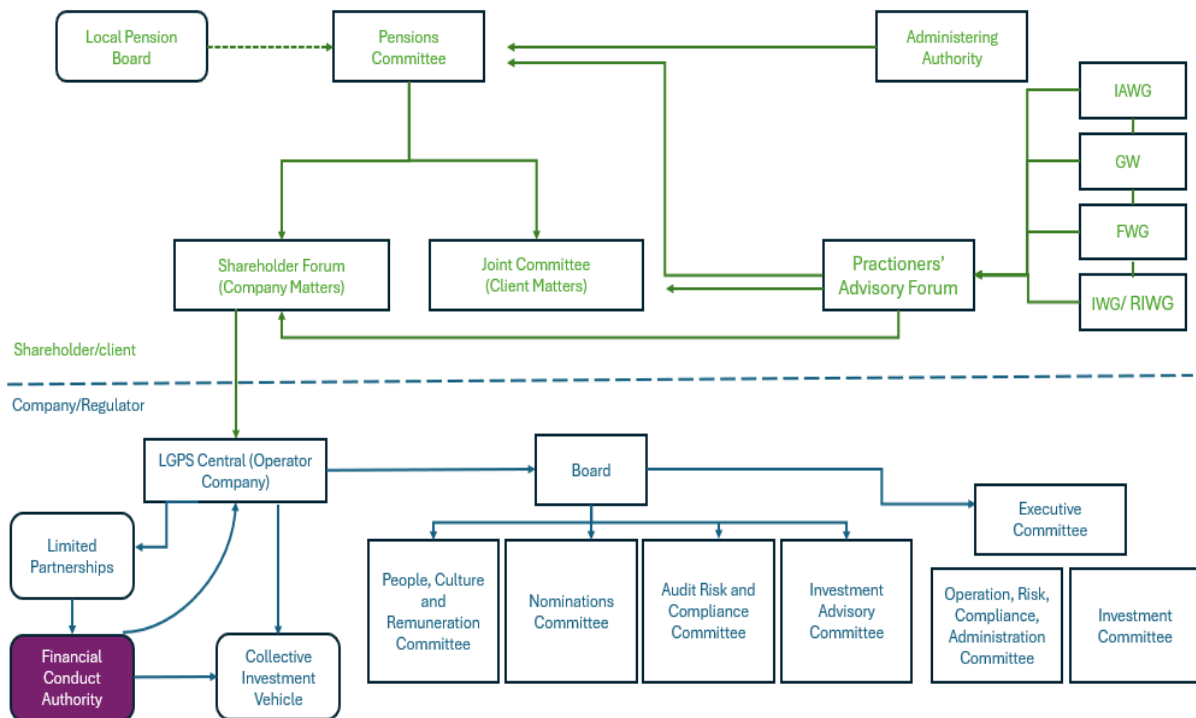 Local Pension
Board
Pensions
Committee
Administering
Authority
IAWG
GW
FWG
IWG/ RIWG
Shareholder Forum
(Company Matters)
Joint Committee
(Client Matters)
Practioners'
Advisory Forum
Shareholder/client
Company/Regulator
LGPS Central (Operator
Company)
Board
Executive
Committee
Limited
Partnerships
People, Culture
and
Remuneration
Committee
Nominations
Committee
Audit Risk and
Compliance
Committee
Investment
Advisory
Committee
Operation, Risk,
Compliance,
Administration
Committee
Investment
Committee
Financial
Conduct
Authority
Collective
Investment
Vehicle